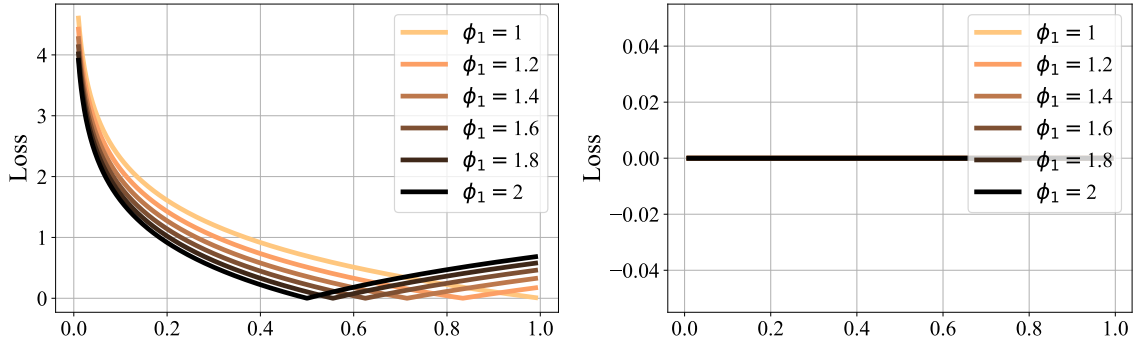 Loss
4
3
2
1
0
0.0 0.2 0.4 0.6 0.8 1.0
ϕ₁ = 1
ϕ₁ = 1.2
ϕ₁ = 1.4
ϕ₁ = 1.6
ϕ₁ = 1.8
ϕ₁ = 2
Loss
0.04
0.02
0.00
−0.02
−0.04
0.0 0.2 0.4 0.6 0.8 1.0
ϕ₁ = 1
ϕ₁ = 1.2
ϕ₁ = 1.4
ϕ₁ = 1.6
ϕ₁ = 1.8
ϕ₁ = 2